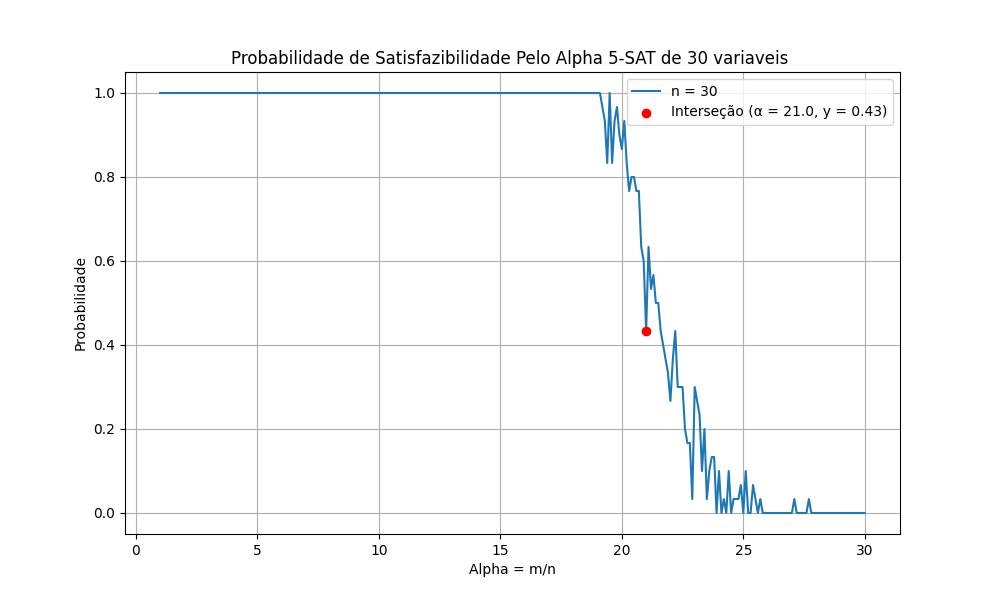 Probabilidade de Satisfazibilidade Pelo Alpha 5-SAT de 30 variaveis
n = 30
Interseção (α = 21.0, y = 0.43)
Probabilidade
1.0
0.8
0.6
0.4
0.2
0.0
0 5 10 15 20 25 30
Alpha = m/n